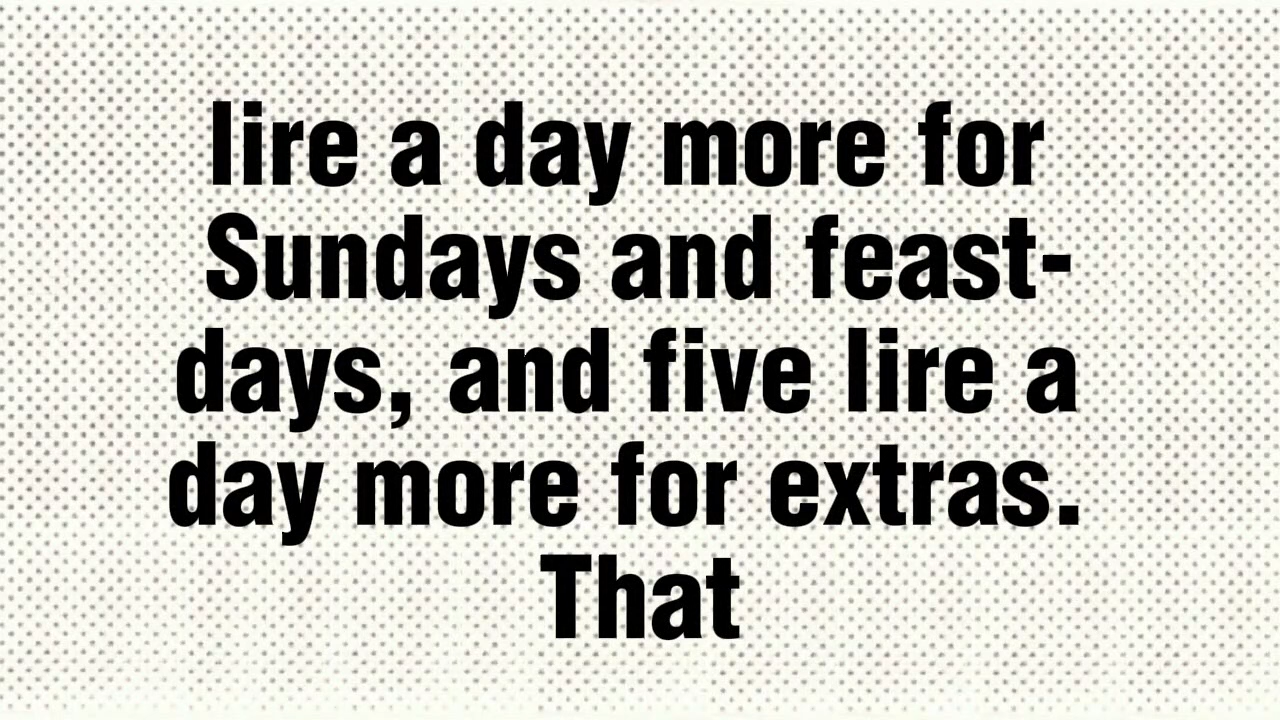 lire a day more for
Sundays and feast-
days, and five lire a
day more for extras.
That